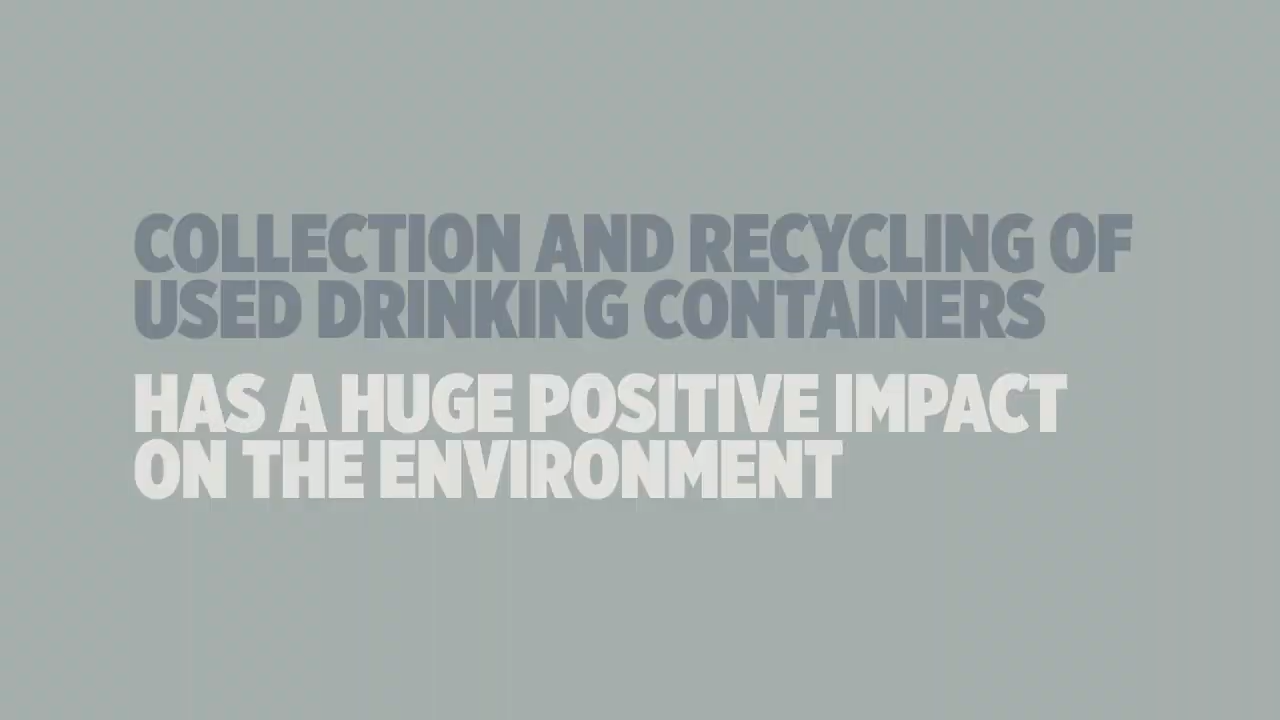 COLLECTION AND RECYCLING OF
USED DRINKING CONTAINERS
HAS A HUGE POSITIVE IMPACT
ON THE ENVIRONMENT